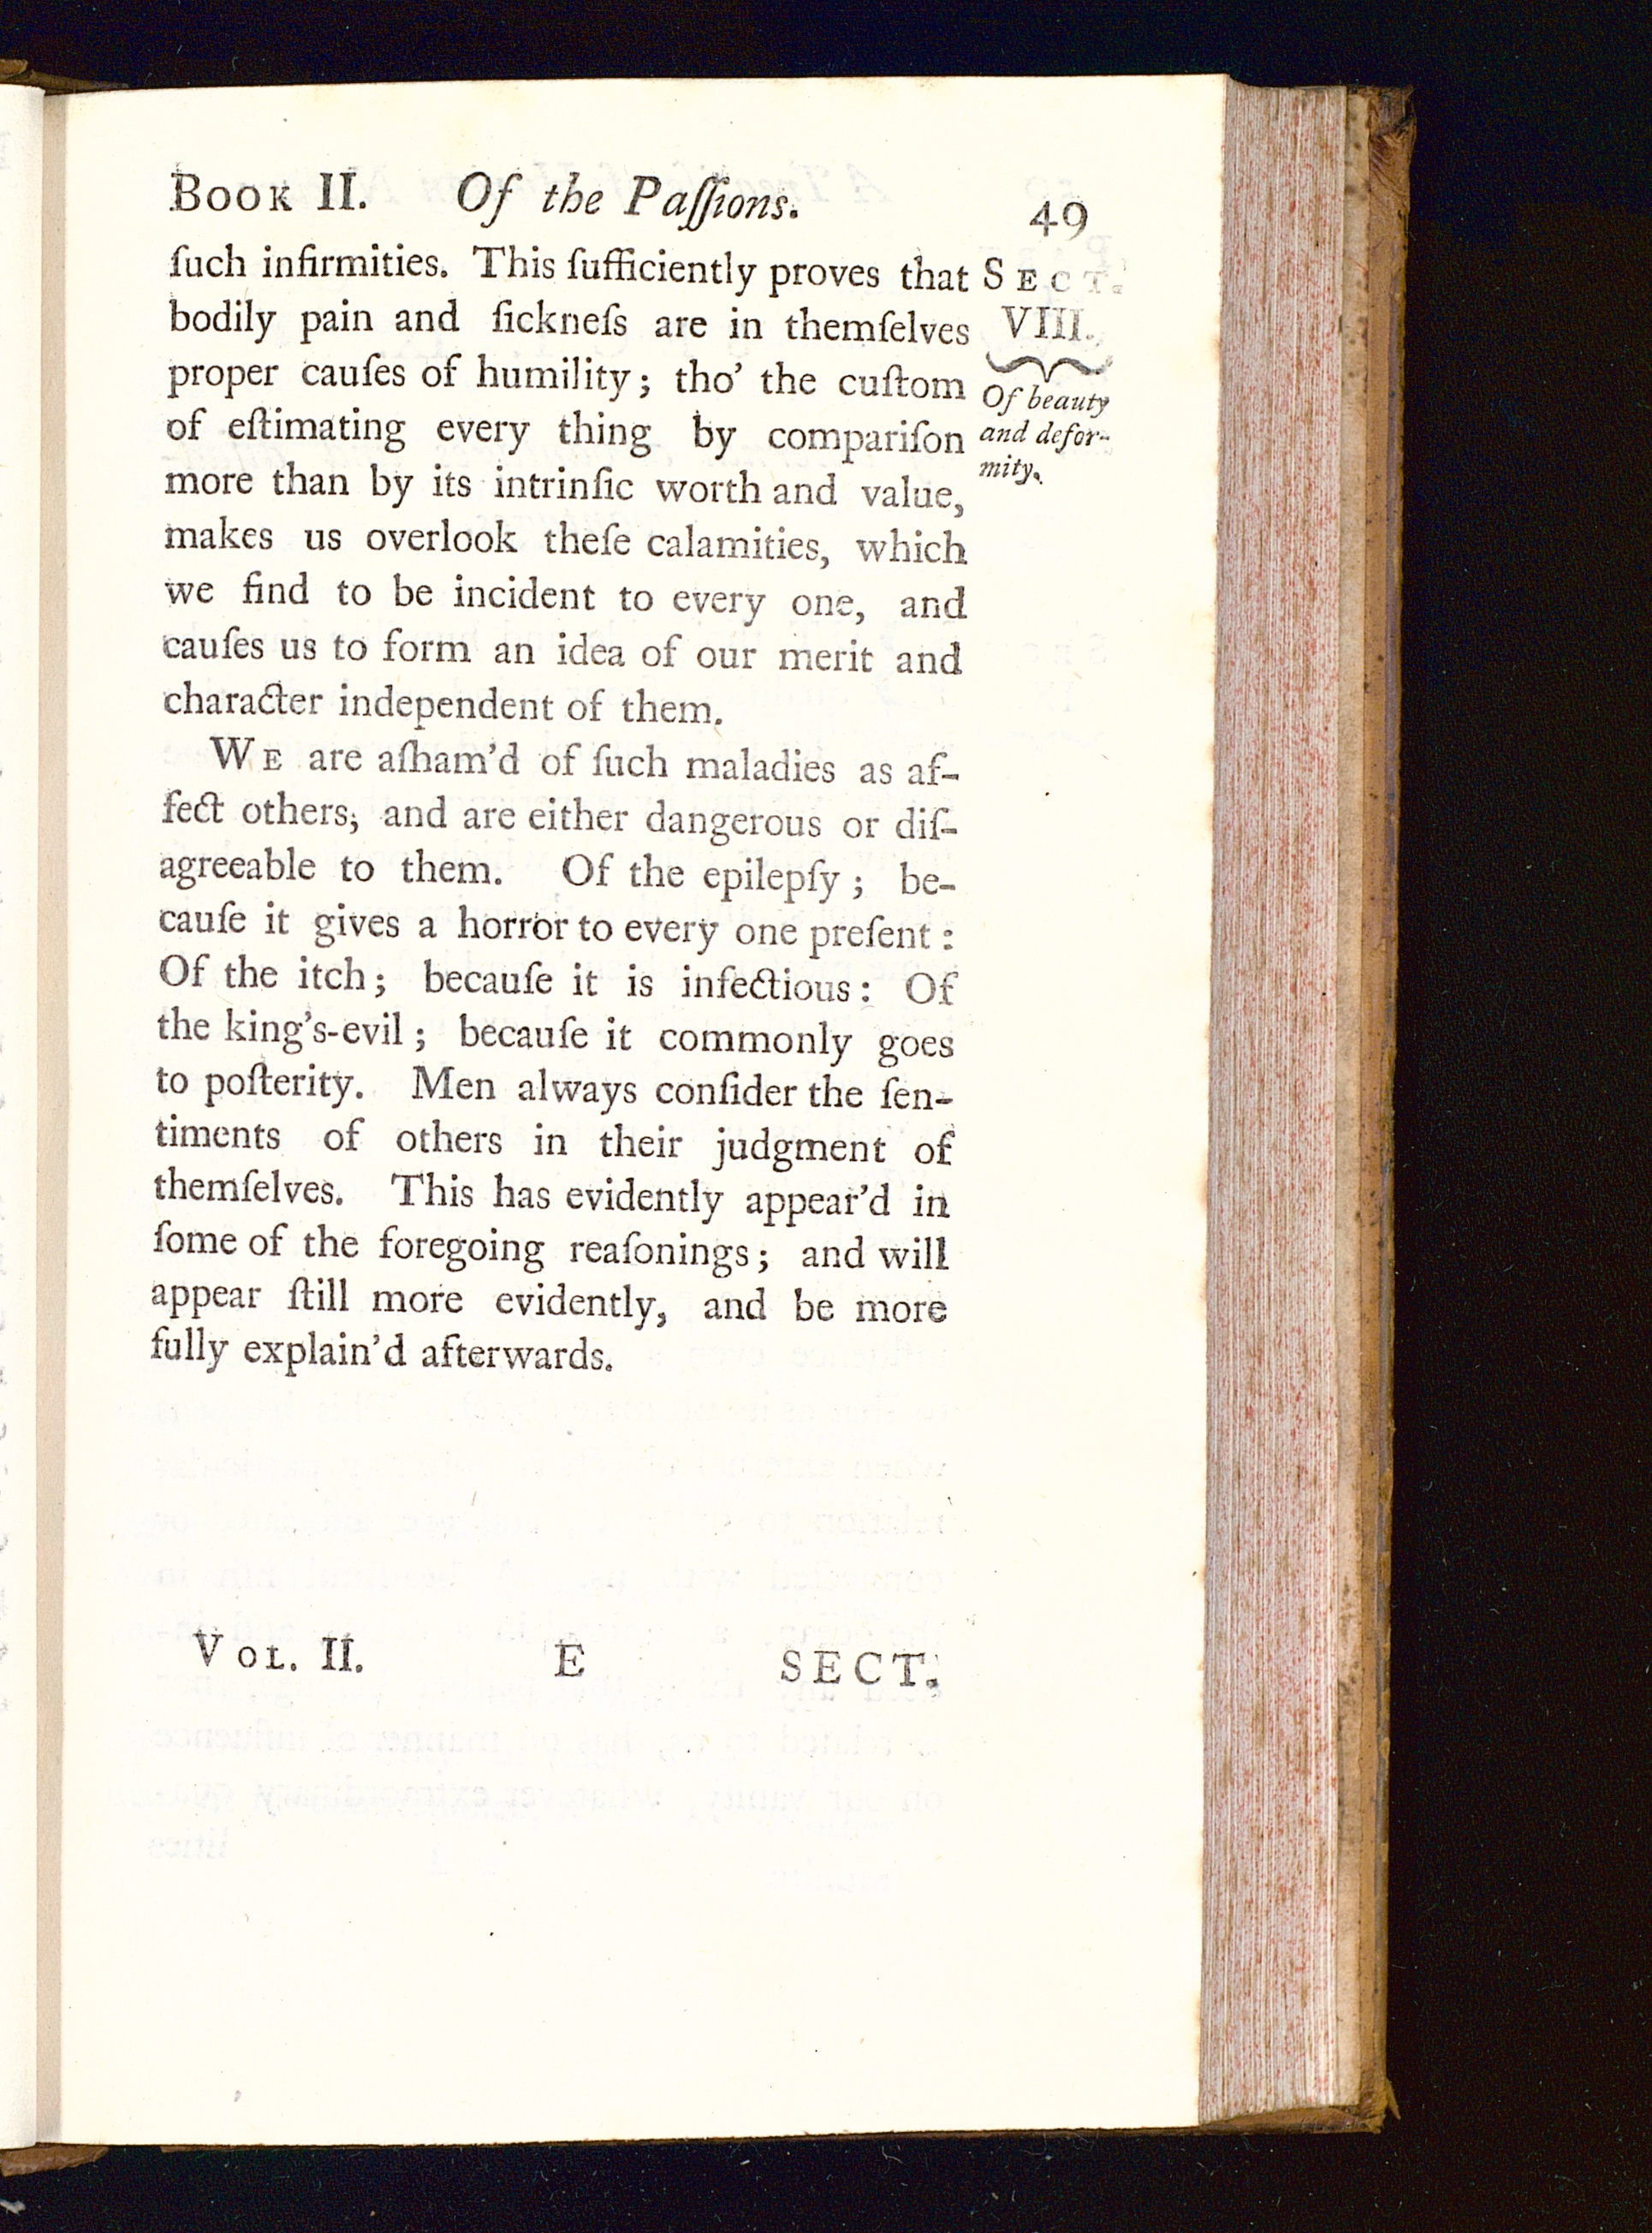 Book II. Of the Paſſions. 49
ſuch infirmities. This ſufficiently proves that
bodily pain and ſickneſs are in themſelves
proper cauſes of humility; tho' the cuſtom
of eſtimating every thing by compariſon
more than by its intrinſic worth and value,
makes us overlook theſe calamities, which
we find to be incident to every one, and
cauſes us to form an idea of our merit and
character independent of them.
WE are aſham'd of ſuch maladies as af-
fect others, and are either dangerous or diſ-
agreeable to them. Of the epilepſy; be-
cauſe it gives a horror to every one preſent:
Of the itch; becauſe it is infectious: Of
the king's-evil; becauſe it commonly goes
to poſterity. Men always conſider the ſen-
timents of others in their judgment of
themſelves. This has evidently appear'd in
ſome of the foregoing reaſonings; and will
appear ſtill more evidently, and be more
fully explain'd afterwards.
SECT.
VIII.
Of beauty
and defor-
mity.
VOL. II. E SECT.